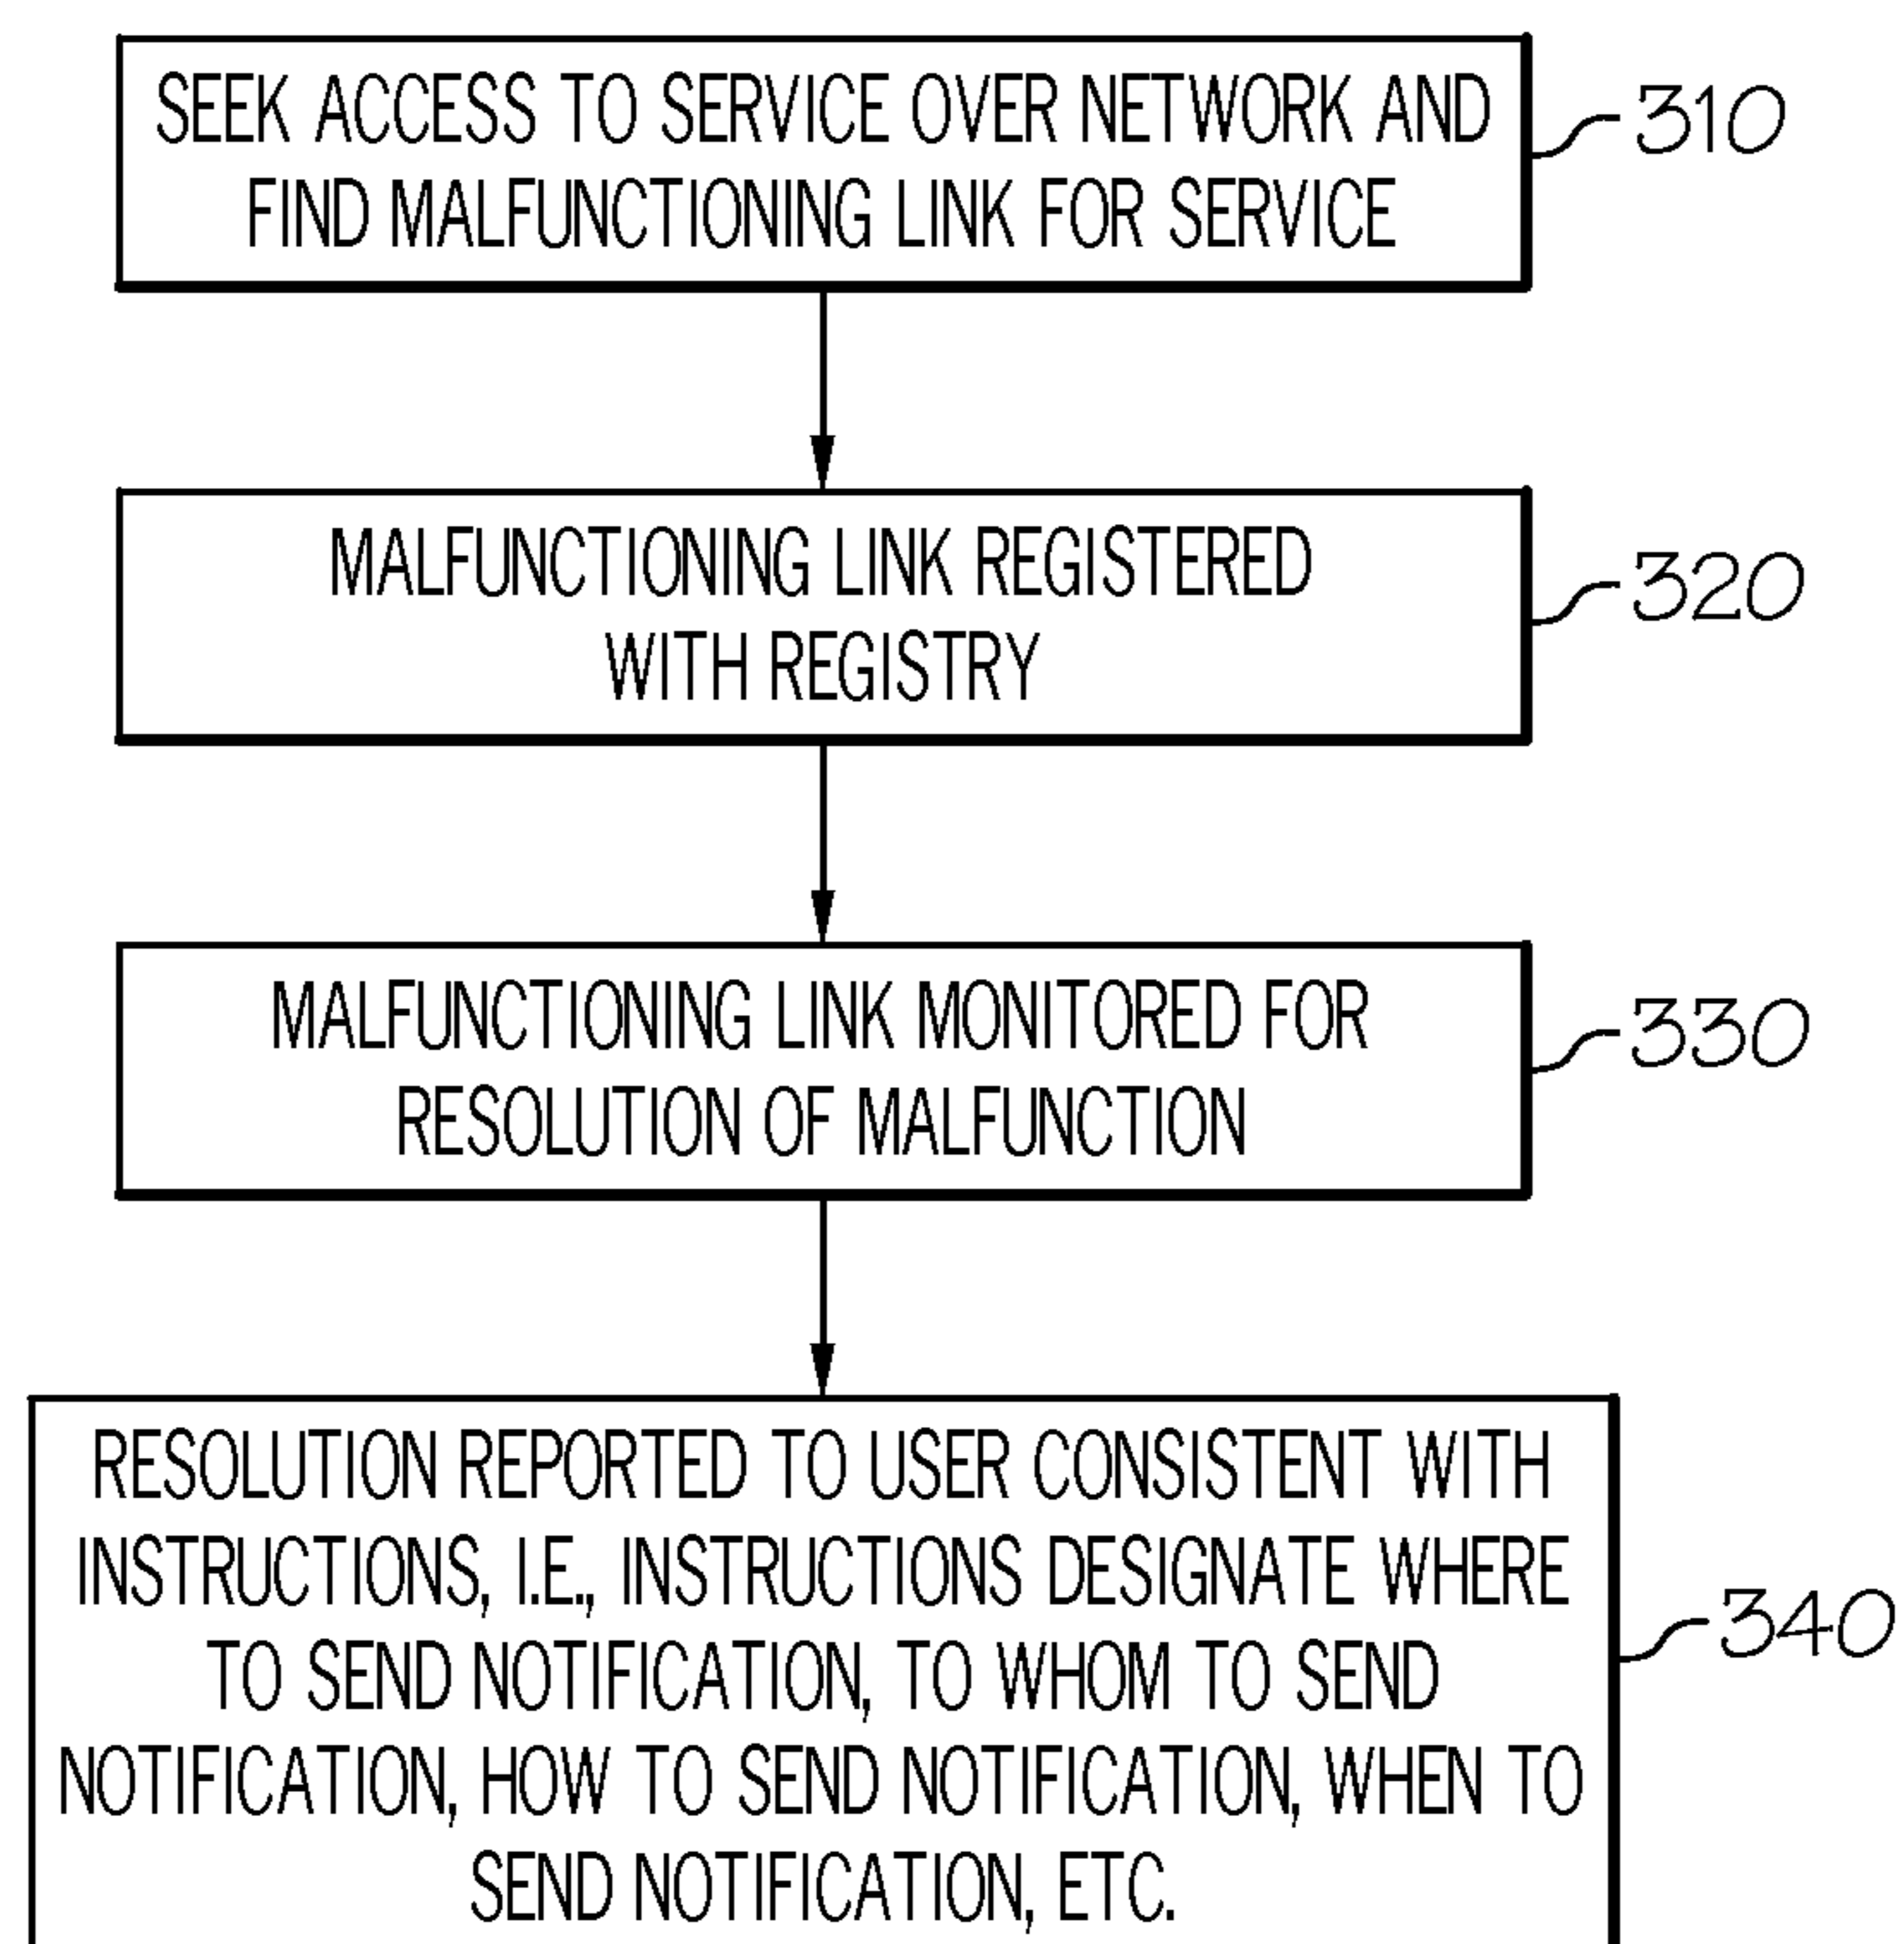 SEEK ACCESS TO SERVICE OVER NETWORK AND
FIND MALFUNCTIONING LINK FOR SERVICE
310
MALFUNCTIONING LINK REGISTERED
WITH REGISTRY
320
MALFUNCTIONING LINK MONITORED FOR
RESOLUTION OF MALFUNCTION
330
RESOLUTION REPORTED TO USER CONSISTENT WITH
INSTRUCTIONS, I.E., INSTRUCTIONS DESIGNATE WHERE
TO SEND NOTIFICATION, TO WHOM TO SEND
NOTIFICATION, HOW TO SEND NOTIFICATION, WHEN TO
SEND NOTIFICATION, ETC.
340